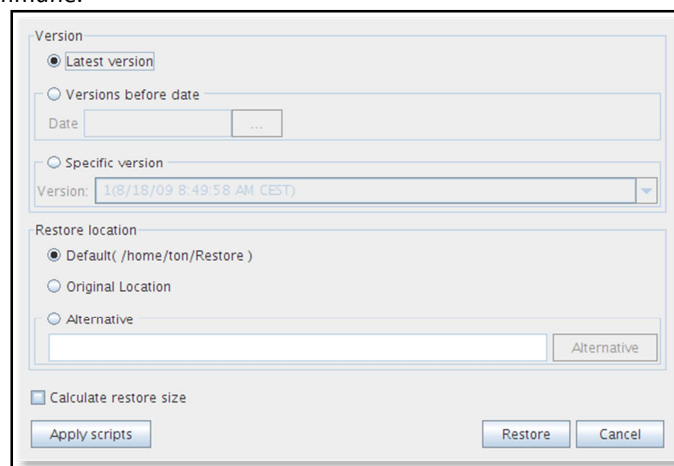 Version
Latest version
Versions before date
Date
...
Specific version
Version: 1(8/18/09 8:49:58 AM CEST)
Restore location
Default( /home/ton/Restore )
Original Location
Alternative
Alternative
Calculate restore size
Apply scripts
Restore
Cancel